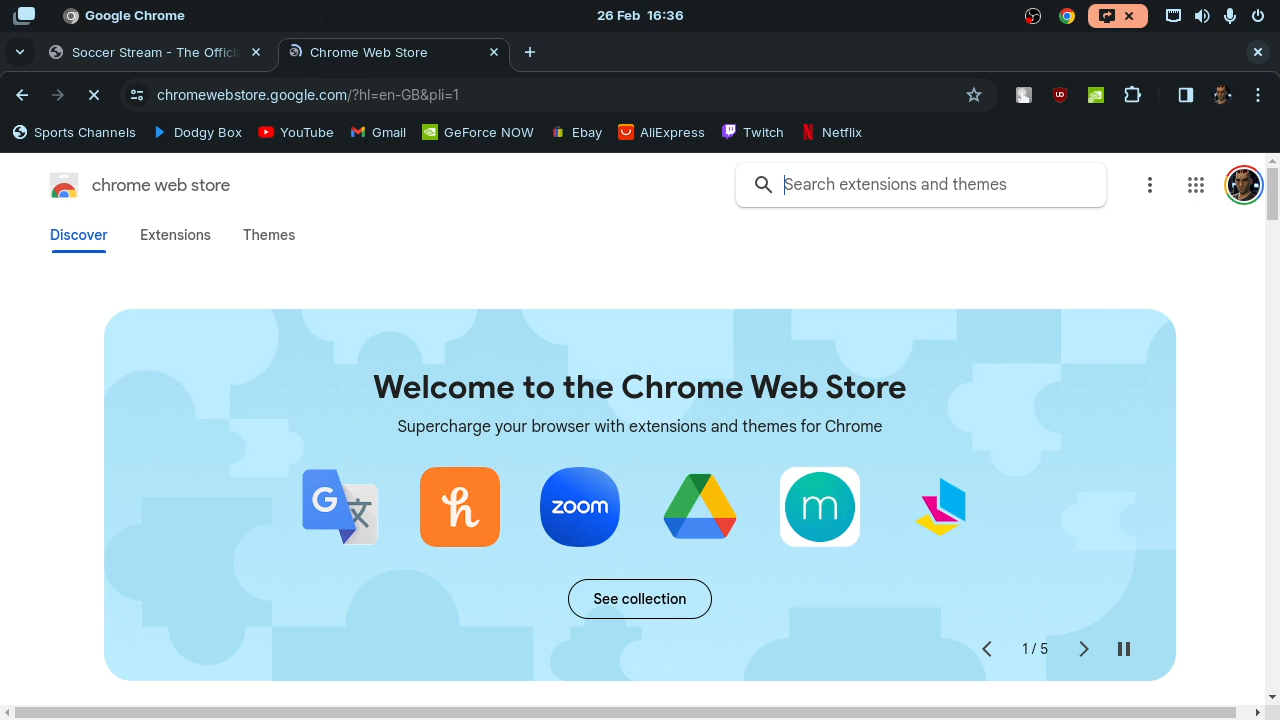 Google Chrome
26 Feb 16:36
Soccer Stream - The Offici
Chrome Web Store
chromewebstore.google.com/?hl=en-GB&pli=1
Sports Channels
Dodgy Box
YouTube
Gmail
GeForce NOW
Ebay
AliExpress
Twitch
Netflix
chrome web store
Search extensions and themes
Discover
Extensions
Themes
Welcome to the Chrome Web Store
Supercharge your browser with extensions and themes for Chrome
G 文
h
zoom
m
See collection
1 / 5